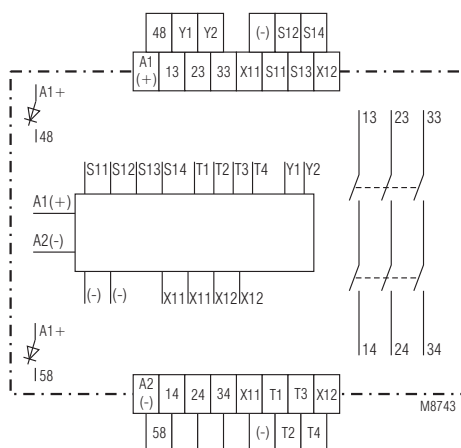 48 Y1 Y2 (-) S12 S14
A1 (+) 13 23 33 X11 S11 S13 X12
A1+
48
13 23 33
S11 S12 S13 S14 T1 T2 T3 T4 Y1 Y2
A1(+)
A2(-)
(-) (-) X11 X11 X12 X12
A1+
58
14 24 34
A2 (-) 14 24 34 X11 T1 T3 X12
M8743
58 (-) T2 T4